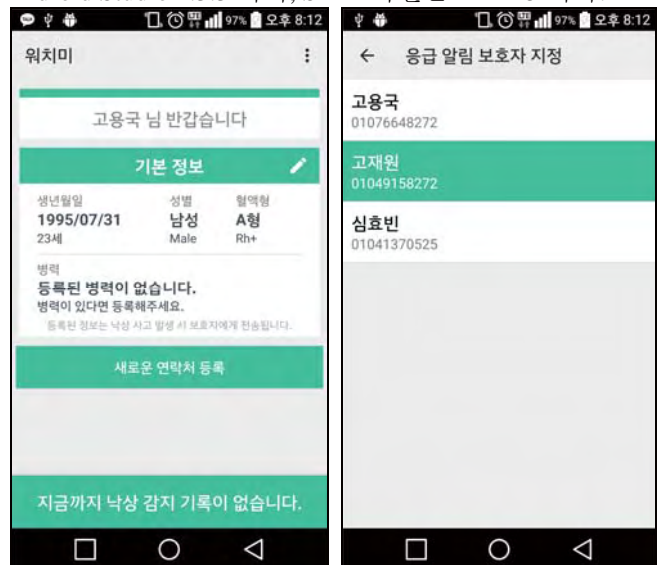 97% 오후 8:12
워치미
고용국 님 반갑습니다
기본 정보
생년월일 성별 혈액형
1995/07/31 남성 A형
23세 Male Rh+
병력
등록된 병력이 없습니다.
병력이 있다면 등록해주세요.
등록된 정보는 낙상 사고 발생 시 보호자에게 전송됩니다.
새로운 연락처 등록
지금까지 낙상 감지 기록이 없습니다.
97% 오후 8:12
응급 알림 보호자 지정
고용국
01076648272
고재원
01049158272
심효빈
01041370525